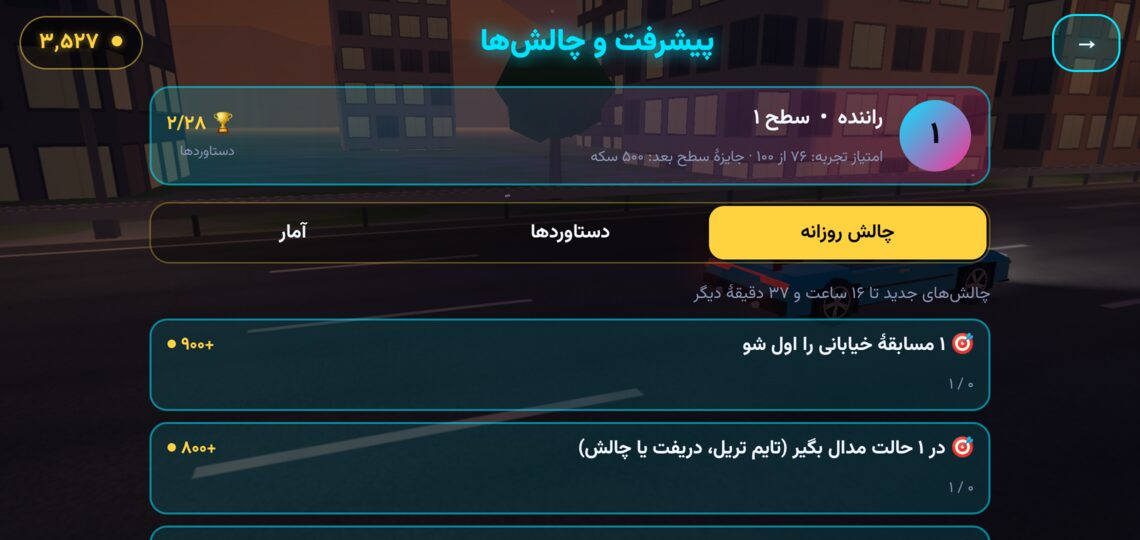 →
پیشرفت و چالش‌ها
۳,۵۲۷
۱
راننده • سطح ۱
امتیاز تجربه: ۷۶ از ۱۰۰ · جایزهٔ سطح بعد: ۵۰۰ سکه
۲/۲۸
دستاوردها
چالش روزانه
دستاوردها
آمار
چالش‌های جدید تا ۱۶ ساعت و ۳۷ دقیقهٔ دیگر
۱ مسابقهٔ خیابانی را اول شو
+۹۰۰
۰ / ۱
در ۱ حالت مدال بگیر (تایم تریل، دریفت یا چالش)
+۸۰۰
۰ / ۱